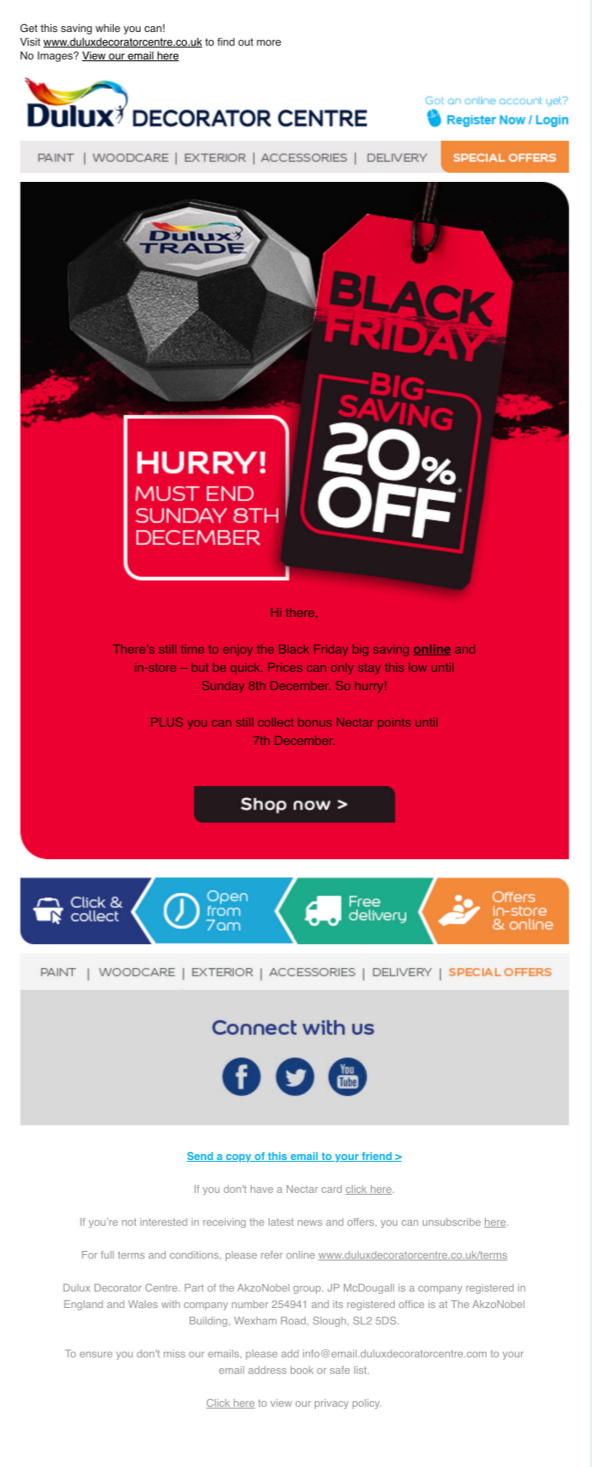 Get this saving while you can!
Visit www.duluxdecoratorcentre.co.uk to find out more
No Images? View our email here
Dulux DECORATOR CENTRE
Got an online account yet?
Register Now / Login
PAINT | WOODCARE | EXTERIOR | ACCESSORIES | DELIVERY
SPECIAL OFFERS
Dulux
TRADE
BLACK
FRIDAY
BIG
SAVING
20%
OFF*
HURRY!
MUST END
SUNDAY 8TH
DECEMBER
Hi there,
There's still time to enjoy the Black Friday big saving online and
in-store – but be quick. Prices can only stay this low until
Sunday 8th December. So hurry!
PLUS you can still collect bonus Nectar points until
7th December.
Shop now >
Click &
collect
Open
from
7am
Free
delivery
Offers
in-store
& online
PAINT | WOODCARE | EXTERIOR | ACCESSORIES | DELIVERY | SPECIAL OFFERS
Connect with us
f
You
Tube
Send a copy of this email to your friend >
If you don't have a Nectar card click here.
If you're not interested in receiving the latest news and offers, you can unsubscribe here.
For full terms and conditions, please refer online www.duluxdecoratorcentre.co.uk/terms
Dulux Decorator Centre. Part of the AkzoNobel group. JP McDougall is a company registered in
England and Wales with company number 254941 and its registered office is at The AkzoNobel
Building, Wexham Road, Slough, SL2 5DS.
To ensure you don't miss our emails, please add info@email.duluxdecoratorcentre.com to your
email address book or safe list.
Click here to view our privacy policy.